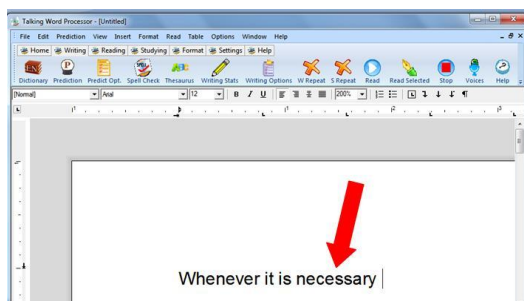 Talking Word Processor - [Untitled]
File Edit Prediction View Insert Format Read Table Options Window Help
Home Writing Reading Studying Format Settings Help
Dictionary Prediction Predict Opt. Spell Check Thesaurus Writing Stats Writing Options W Repeat S Repeat Read Read Selected Stop Voices Help
[Normal] Arial 12 B I U 200%
Whenever it is necessary